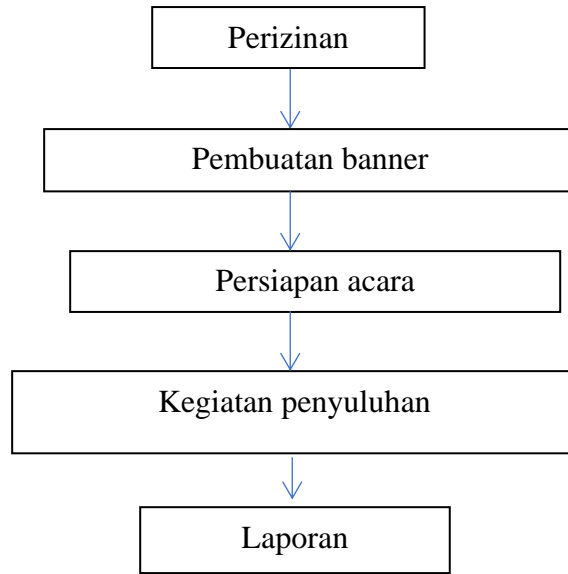 Perizinan
Pembuatan banner
Persiapan acara
Kegiatan penyuluhan
Laporan